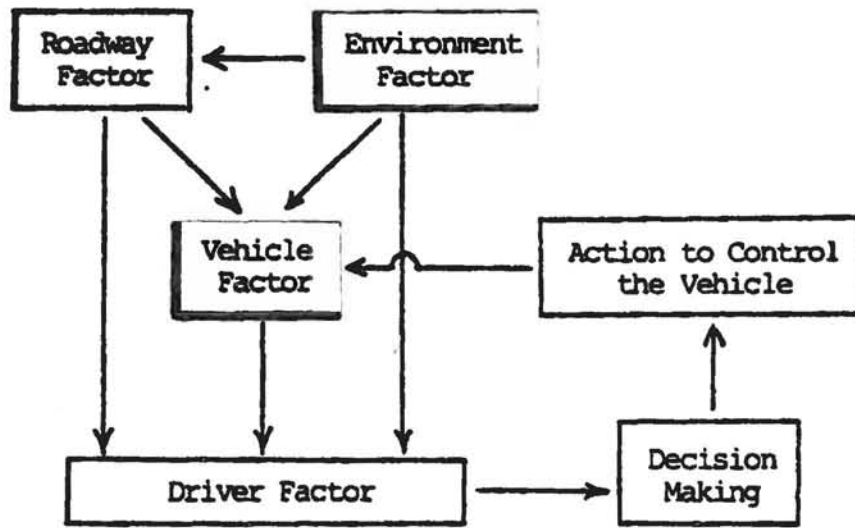 Roadway
Factor
Environment
Factor
Vehicle
Factor
Action to Control
the Vehicle
Driver Factor
Decision
Making